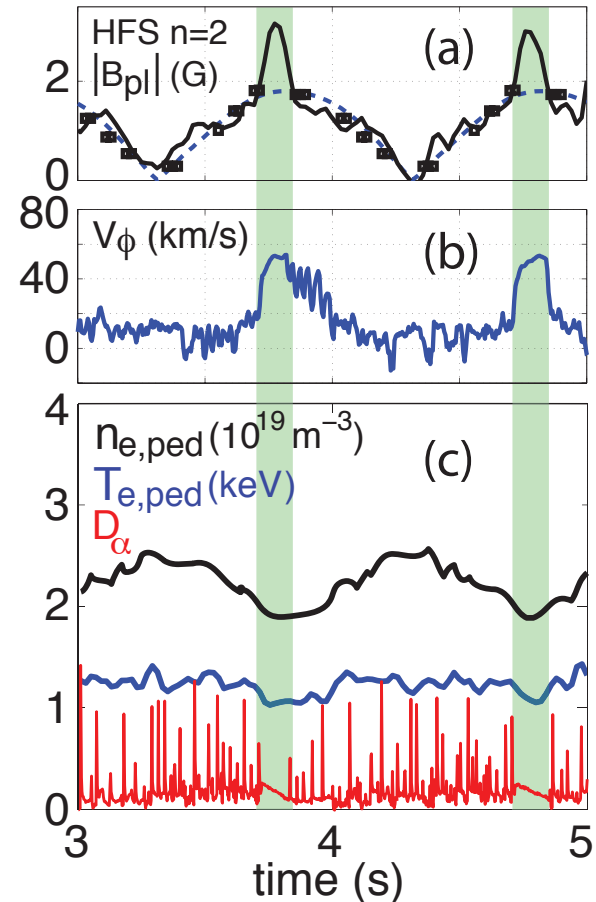 HFS n=2
|B_pl| (G)
(a)
2
0
V_ϕ (km/s)
(b)
80
40
0
n_e,ped (10^19 m^−3)
T_e,ped (keV)
D_α
(c)
4
3
2
1
0
3 4 5
time (s)